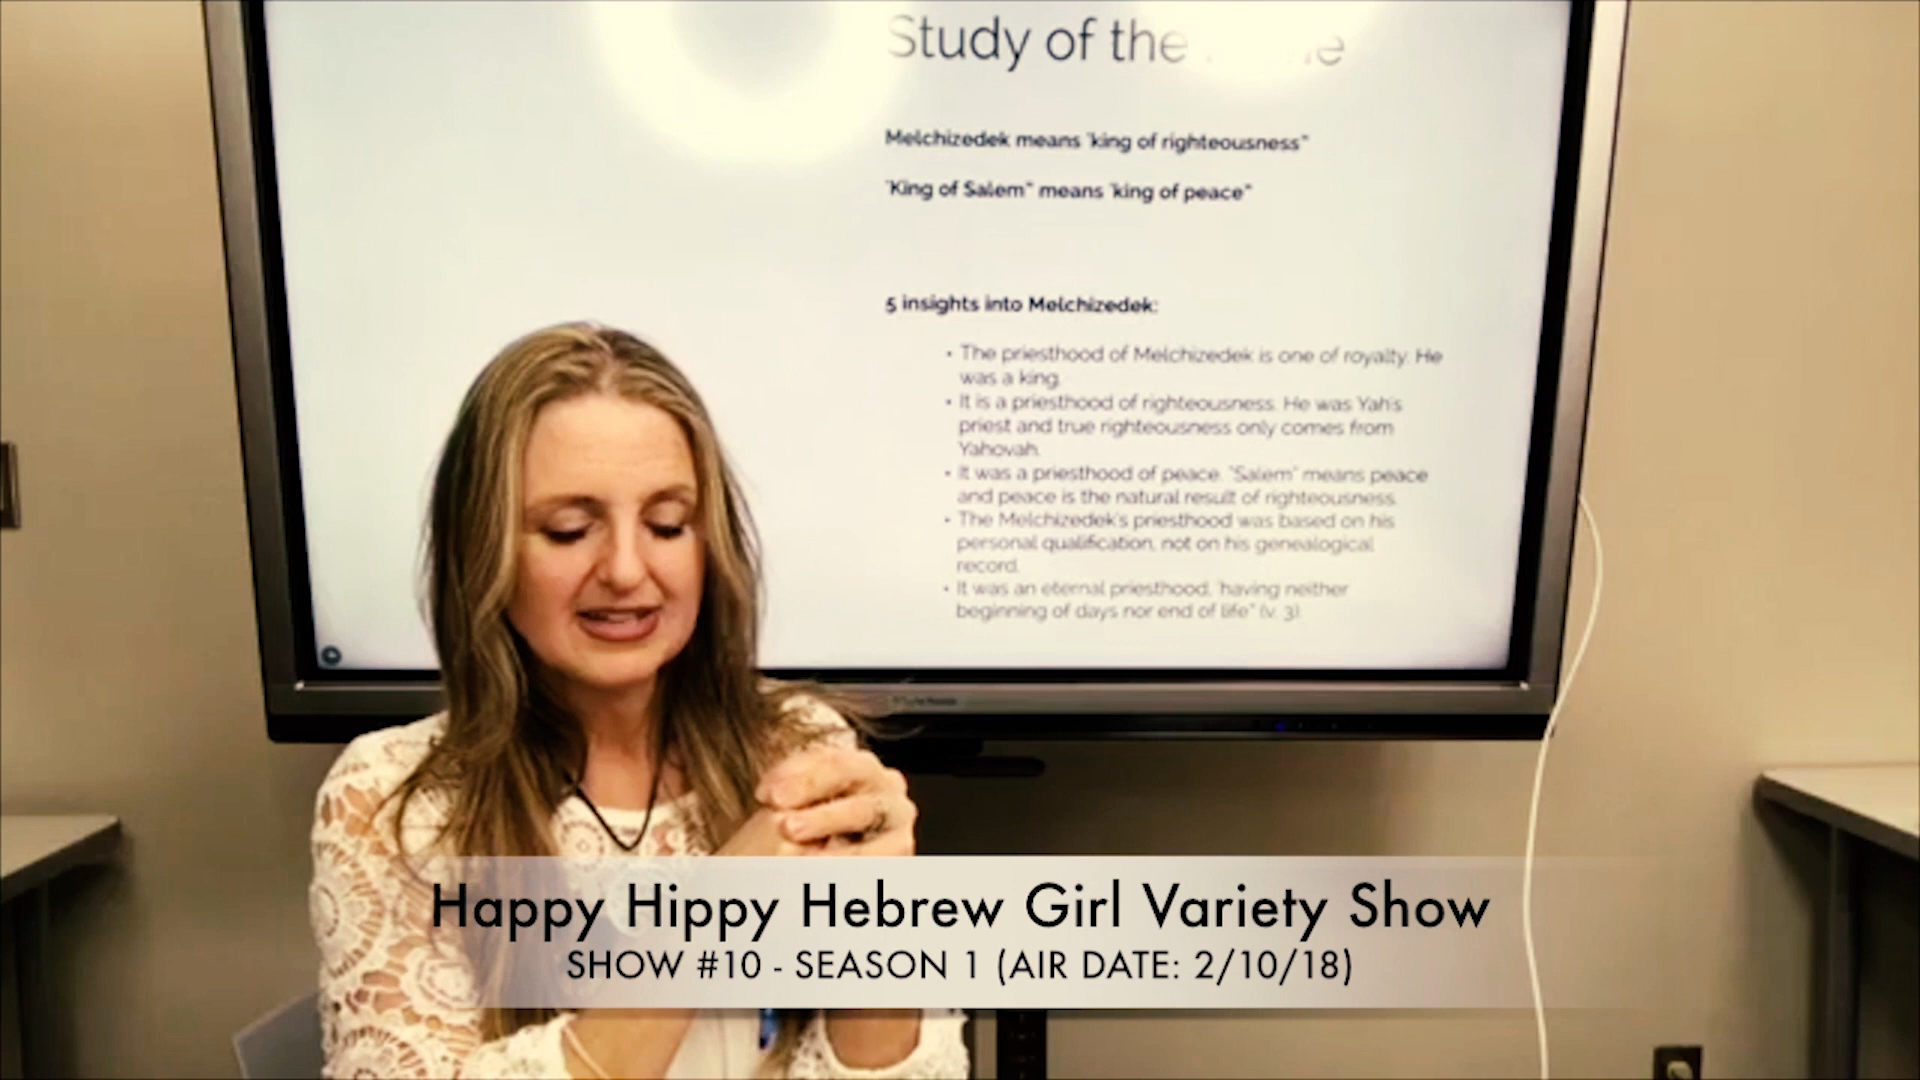 Study of the
Melchizedek means "king of righteousness"
"King of Salem" means "king of peace"
5 insights into Melchizedek:
• The priesthood of Melchizedek is one of royalty. He
was a king.
• It is a priesthood of righteousness. He was Yah's
priest and true righteousness only comes from
Yahovah.
• It was a priesthood of peace. "Salem" means peace
and peace is the natural result of righteousness.
• The Melchizedek's priesthood was based on his
personal qualification, not on his genealogical
record.
• It was an eternal priesthood, "having neither
beginning of days nor end of life" (v. 3).
Happy Hippy Hebrew Girl Variety Show
SHOW #10 - SEASON 1 (AIR DATE: 2/10/18)